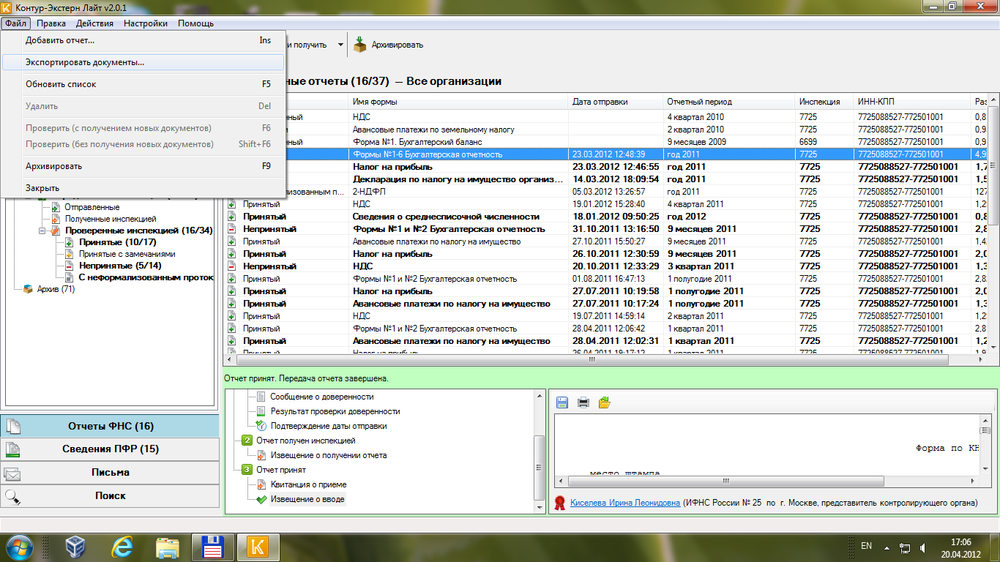 Контур-Экстерн Лайт v2.0.1
Файл Правка Действия Настройки Помощь
Добавить отчет... Ins
Экспортировать документы...
Обновить список F5
Удалить Del
Проверить (с получением новых документов) F6
Проверить (без получения новых документов) Shift+F6
Архивировать F9
Закрыть
и получить Архивировать
ные отчеты (16/37) — Все организации
Отправленные
Полученные инспекцией
Проверенные инспекцией (16/34)
Принятые (10/17)
Принятые с замечаниями
Непринятые (5/14)
С неформализованным проток
Архив (71)
Отчеты ФНС (16)
Сведения ПФР (15)
Письма
Поиск
Имя формы Дата отправки Отчетный период Инспекция ИНН-КПП Раз
нный НДС 4 квартал 2010 7725 7725088527-772501001 0,8
Авансовые платежи по земельному налогу 2 квартал 2010 7725 7725088527-772501001 0,9
нный Форма №1. Бухгалтерский баланс 9 месяцев 2009 6699 7725088527-772501001 0,9
Формы №1-6 Бухгалтерская отчетность 23.03.2012 12:48:39 год 2011 7725 7725088527-772501001 4,9
Налог на прибыль 23.03.2012 12:46:55 год 2011 7725 7725088527-772501001 1,7
Декларация по налогу на имущество организ... 14.03.2012 18:09:54 год 2011 7725 7725088527-772501001 1,5
лизованным п... 2-НДФЛ 05.03.2012 13:26:57 год 2011 7725 7725088527-772501001 127
Принятый НДС 19.01.2012 15:28:40 4 квартал 2011 7725 7725088527-772501001 1,2
Принятый Сведения о среднесписочной численности 18.01.2012 09:50:25 год 2012 7725 7725088527-772501001 0,8
Непринятый Формы №1 и №2 Бухгалтерская отчетность 31.10.2011 13:16:50 9 месяцев 2011 7725 7725088527-772501001 2,8
Принятый Авансовые платежи по налогу на имущество 27.10.2011 15:50:27 9 месяцев 2011 7725 7725088527-772501001 1,4
Принятый Налог на прибыль 26.10.2011 12:30:59 9 месяцев 2011 7725 7725088527-772501001 2,0
Непринятый НДС 20.10.2011 12:33:29 3 квартал 2011 7725 7725088527-772501001 1,3
Принятый Формы №1 и №2 Бухгалтерская отчетность 01.08.2011 16:47:13 1 полугодие 2011 7725 7725088527-772501001 2,8
Принятый Налог на прибыль 27.07.2011 10:19:58 1 полугодие 2011 7725 7725088527-772501001 2,0
Принятый Авансовые платежи по налогу на имущество 27.07.2011 10:17:24 1 полугодие 2011 7725 7725088527-772501001 1,3
Принятый НДС 19.07.2011 14:59:14 2 квартал 2011 7725 7725088527-772501001 1,2
Принятый Формы №1 и №2 Бухгалтерская отчетность 28.04.2011 12:06:42 1 квартал 2011 7725 7725088527-772501001 2,8
Принятый Авансовые платежи по налогу на имущество 28.04.2011 12:02:31 1 квартал 2011 7725 7725088527-772501001 1,2
Принятый Налог на прибыль 26.04.2011 19:17:12 1 квартал 2011 7725 7725088527-772501001 1,9
Отчет принят. Передача отчета завершена.
Сообщение о доверенности
Результат проверки доверенности
Подтверждение даты отправки
2 Отчет получен инспекцией
Извещение о получении отчета
3 Отчет принят
Квитанция о приеме
Извещение о вводе
Форма по КН
место штампа
Киселева Ирина Леонидовна (ИФНС России № 25 по г. Москве, представитель контролирующего органа)
EN 17:06
20.04.2012